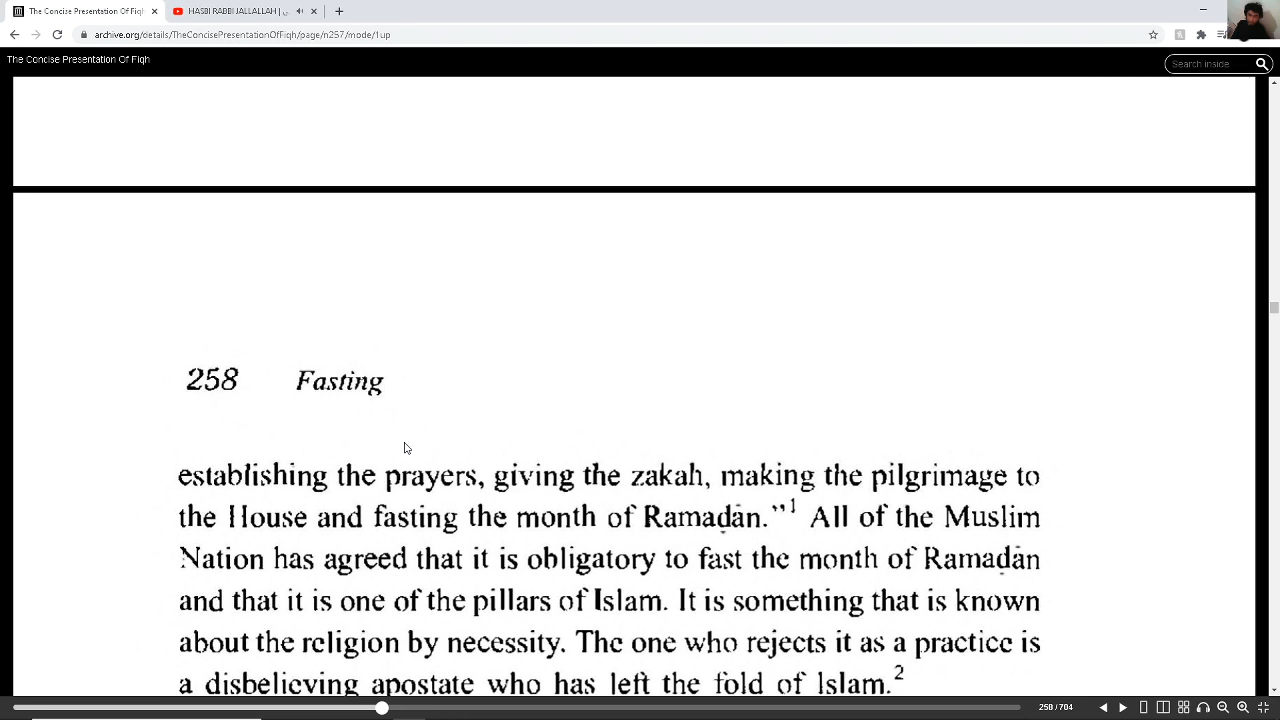 The Concise Presentation Of Fiqh
HASBI RABBI JALLALLAH |
archive.org/details/TheConcisePresentationOfFiqh/page/n257/mode/1up
The Concise Presentation Of Fiqh
Search inside
258 Fasting
establishing the prayers, giving the zakah, making the pilgrimage to
the House and fasting the month of Ramaḍān."1 All of the Muslim
Nation has agreed that it is obligatory to fast the month of Ramaḍān
and that it is one of the pillars of Islam. It is something that is known
about the religion by necessity. The one who rejects it as a practice is
a disbelieving apostate who has left the fold of Islam.2
258 / 704